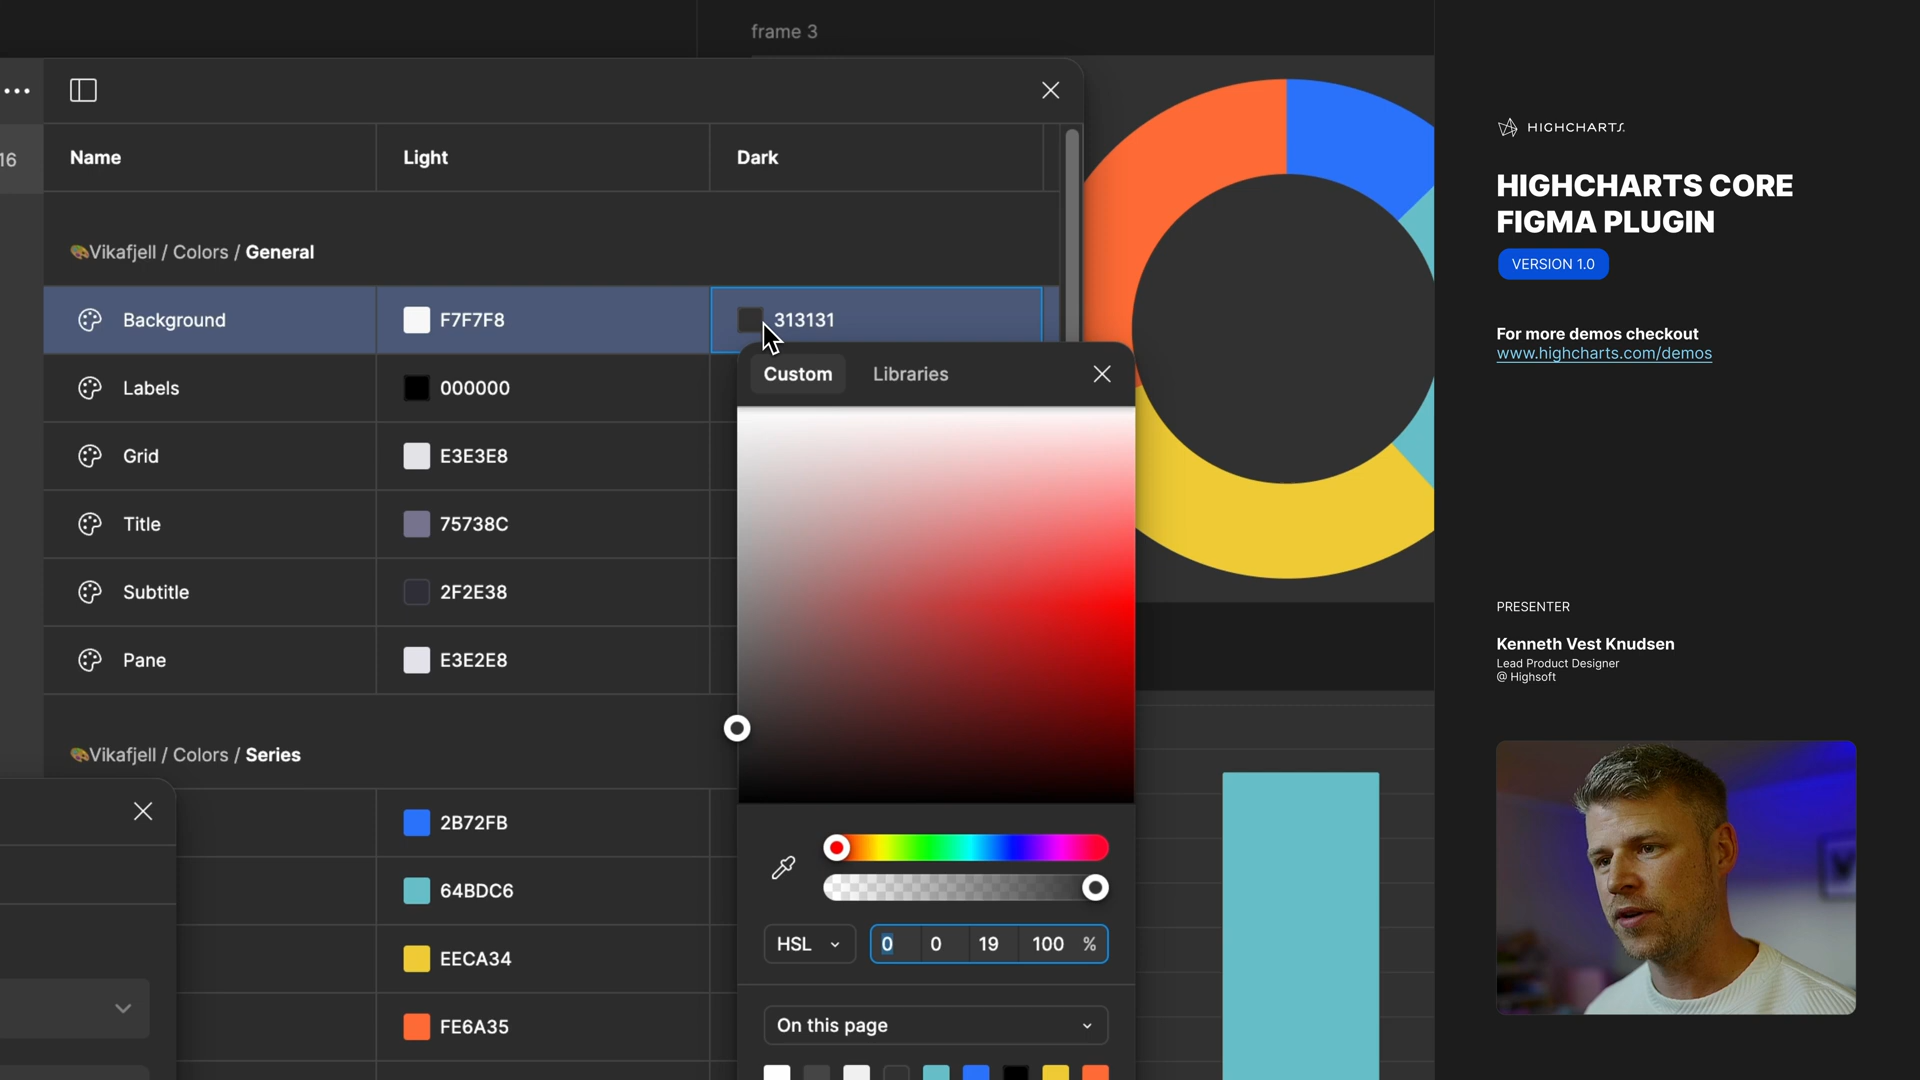 frame 3
16
Name
Light
Dark
Vikafjell / Colors / General
Background
F7F7F8
313131
Labels
000000
Grid
E3E3E8
Title
75738C
Subtitle
2F2E38
Pane
E3E2E8
Vikafjell / Colors / Series
2B72FB
64BDC6
EECA34
FE6A35
Custom
Libraries
HSL
0 0 19 100 %
On this page
HIGHCHARTS
HIGHCHARTS CORE
FIGMA PLUGIN
VERSION 1.0
For more demos checkout
www.highcharts.com/demos
PRESENTER
Kenneth Vest Knudsen
Lead Product Designer
@ Highsoft